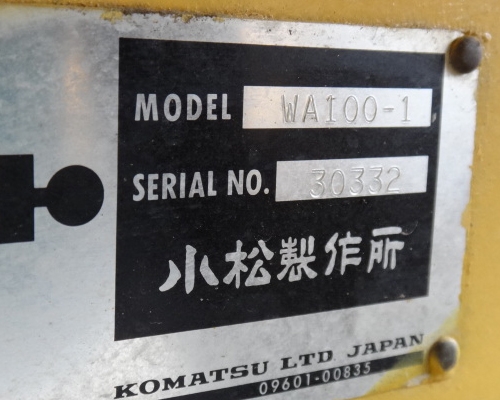 MODEL WA100-1
SERIAL NO. 30332
小松製作所
KOMATSU LTD JAPAN
09601-00835